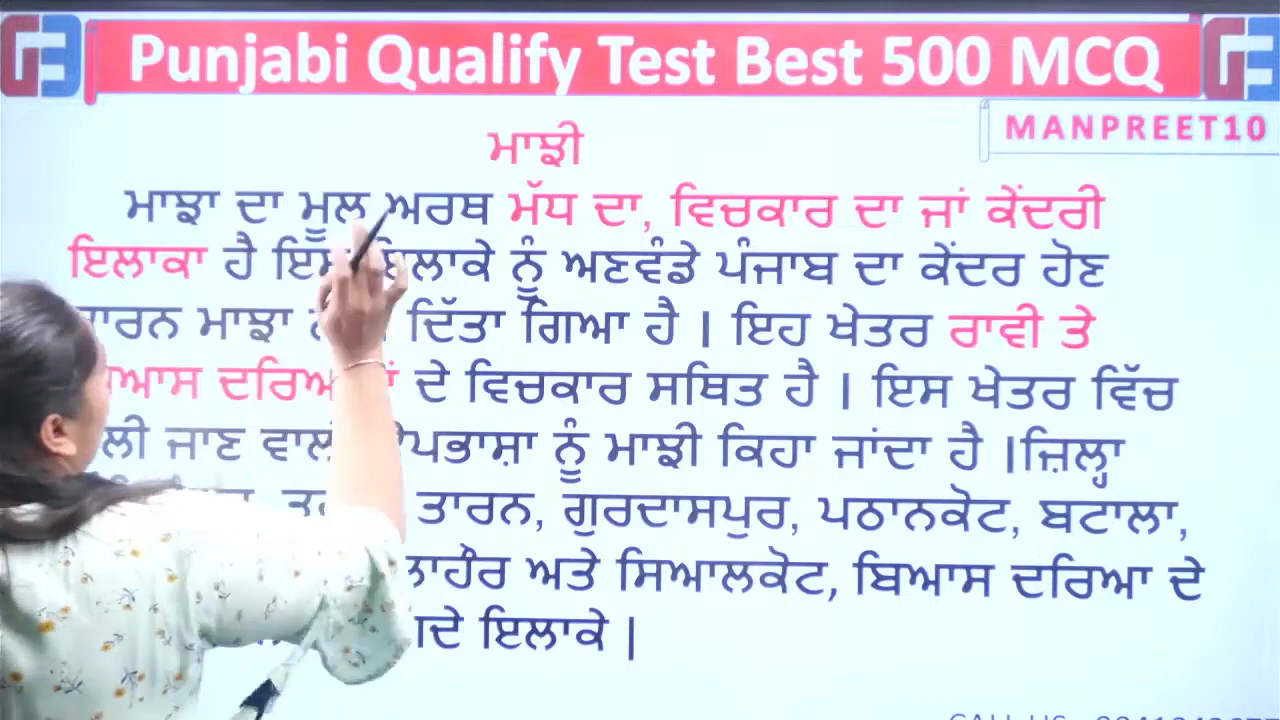 Punjabi Qualify Test Best 500 MCQ
MANPREET10
ਮਾਝੀ
ਮਾਝਾ ਦਾ ਮੂਲ ਅਰਥ ਮੱਧ ਦਾ, ਵਿਚਕਾਰ ਦਾ ਜਾਂ ਕੇਂਦਰੀ
ਇਲਾਕਾ ਹੈ ਇਲਾਕੇ ਨੂੰ ਅਣਵੰਡੇ ਪੰਜਾਬ ਦਾ ਕੇਂਦਰ ਹੋਣ
ਮਾਝਾ ਦਿੱਤਾ ਗਿਆ ਹੈ । ਇਹ ਖੇਤਰ ਰਾਵੀ ਤੇ
ਦੇ ਵਿਚਕਾਰ ਸਥਿਤ ਹੈ । ਇਸ ਖੇਤਰ ਵਿੱਚ
ਜਾਣ ਨੂੰ ਮਾਝੀ ਕਿਹਾ ਜਾਂਦਾ ਹੈ ।ਜ਼ਿਲ੍ਹਾ
ਤਾਰਨ, ਗੁਰਦਾਸਪੁਰ, ਪਠਾਨਕੋਟ, ਬਟਾਲਾ,
ਲਾਹੌਰ ਅਤੇ ਸਿਆਲਕੋਟ, ਬਿਆਸ ਦਰਿਆ ਦੇ
ਇਲਾਕੇ |